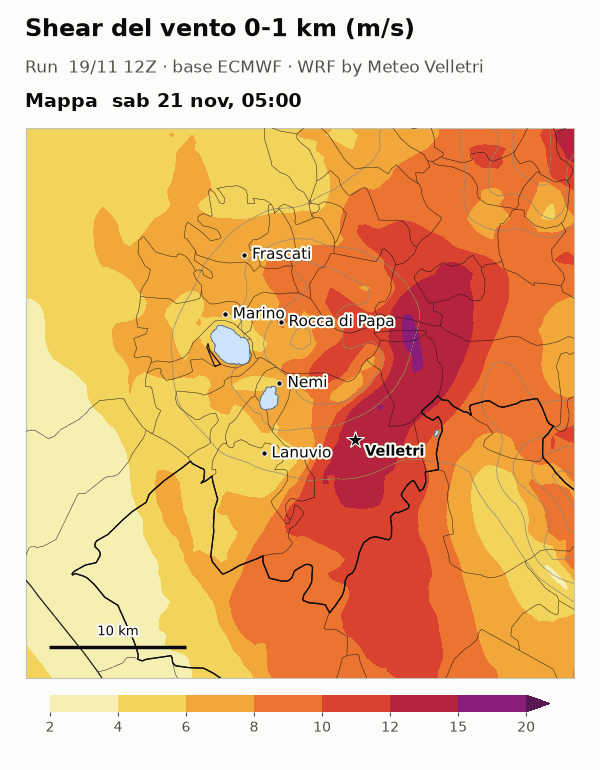 Shear del vento 0-1 km (m/s)
Run  19/11 12Z · base ECMWF · WRF by Meteo Velletri
Mappa  sab 21 nov, 05:00
Frascati
Marino
Rocca di Papa
Nemi
Velletri
Lanuvio
10 km
2 4 6 8 10 12 15 20